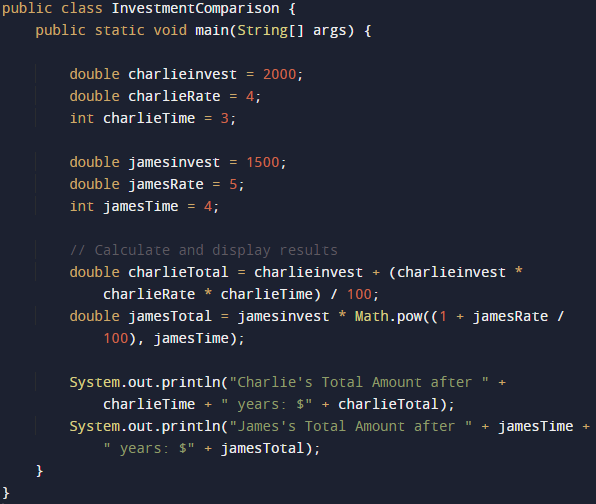 public class InvestmentComparison {
    public static void main(String[] args) {

        double charlieinvest = 2000;
        double charlieRate = 4;
        int charlieTime = 3;

        double jamesinvest = 1500;
        double jamesRate = 5;
        int jamesTime = 4;

        // Calculate and display results
        double charlieTotal = charlieinvest + (charlieinvest *
            charlieRate * charlieTime) / 100;
        double jamesTotal = jamesinvest * Math.pow((1 + jamesRate /
            100), jamesTime);

        System.out.println("Charlie's Total Amount after " +
            charlieTime + " years: $" + charlieTotal);
        System.out.println("James's Total Amount after " + jamesTime +
            " years: $" + jamesTotal);
    }
}